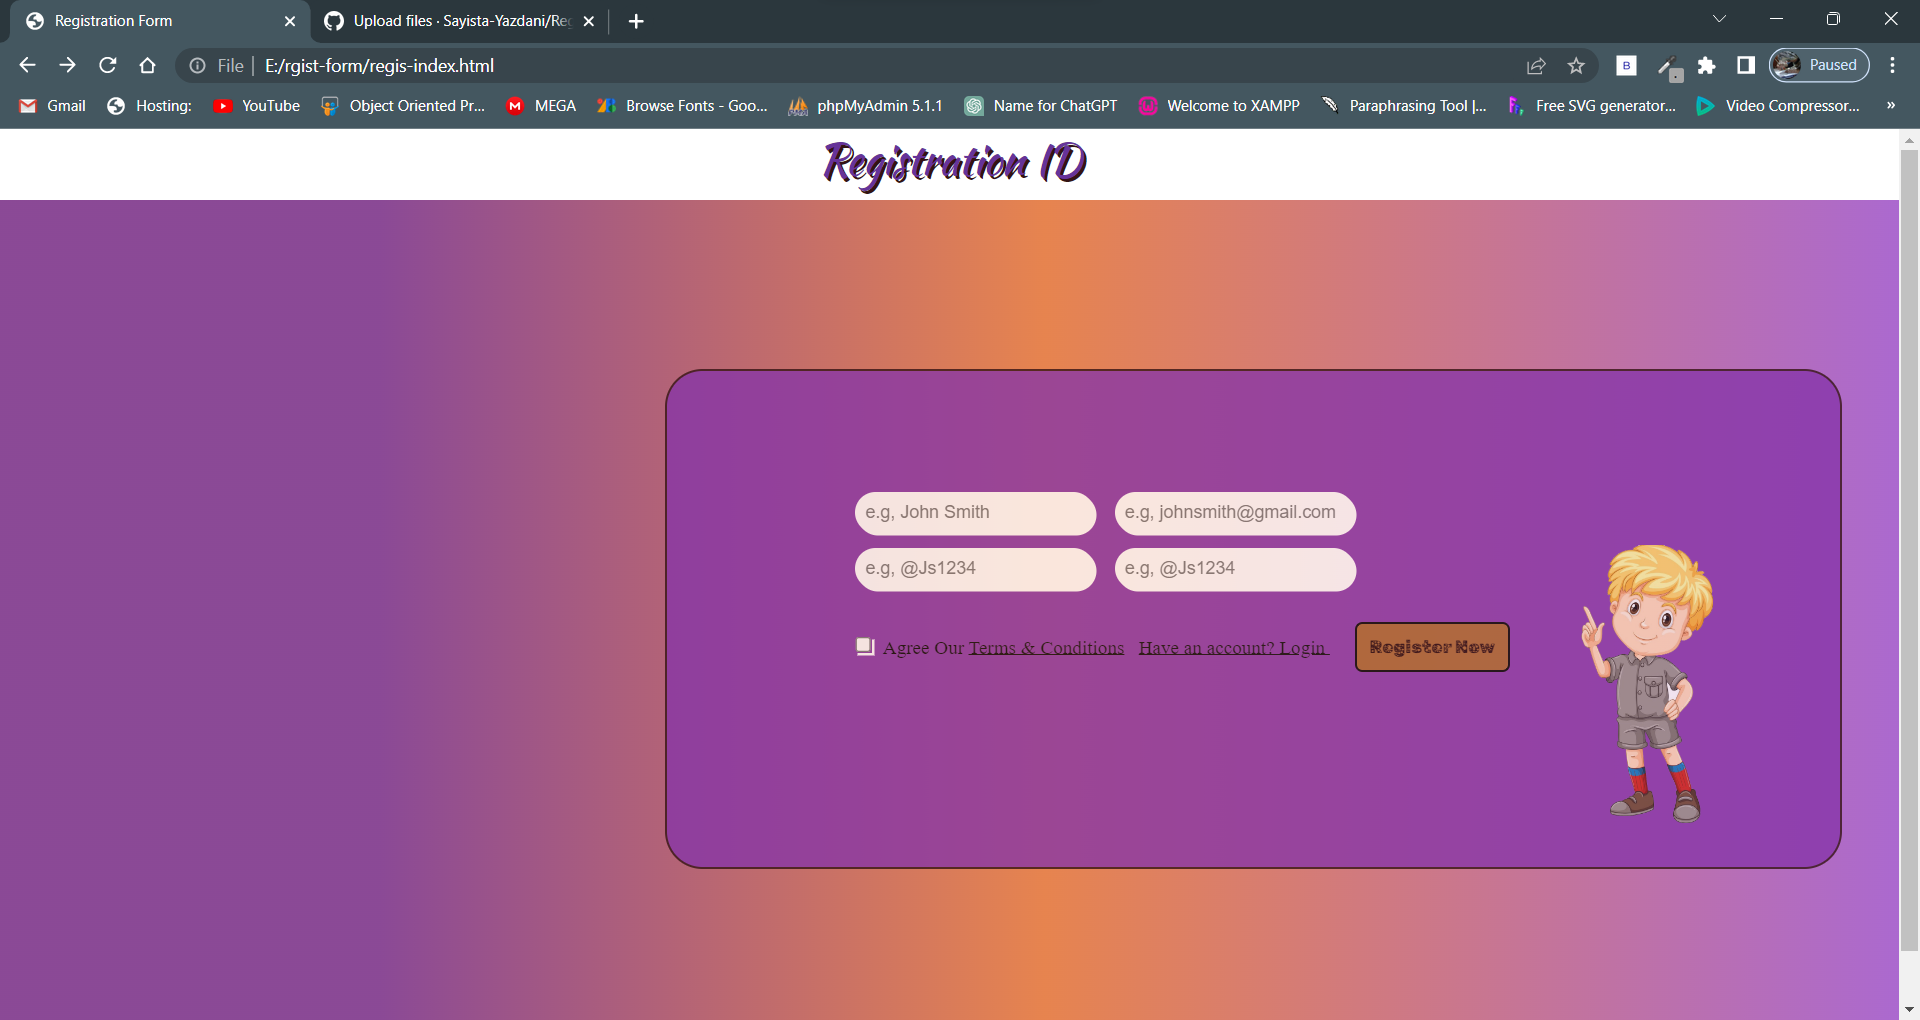 Registration Form
Upload files · Sayista-Yazdani/Reg
File
E:/rgist-form/regis-index.html
Paused
Gmail
Hosting:
YouTube
Object Oriented Pr...
MEGA
Browse Fonts - Goo...
phpMyAdmin 5.1.1
Name for ChatGPT
Welcome to XAMPP
Paraphrasing Tool |...
Free SVG generator...
Video Compressor...
»
Registration ID
e.g, John Smith
e.g, johnsmith@gmail.com
e.g, @Js1234
e.g, @Js1234
Agree Our Terms & Conditions
Have an account? Login
Register Now